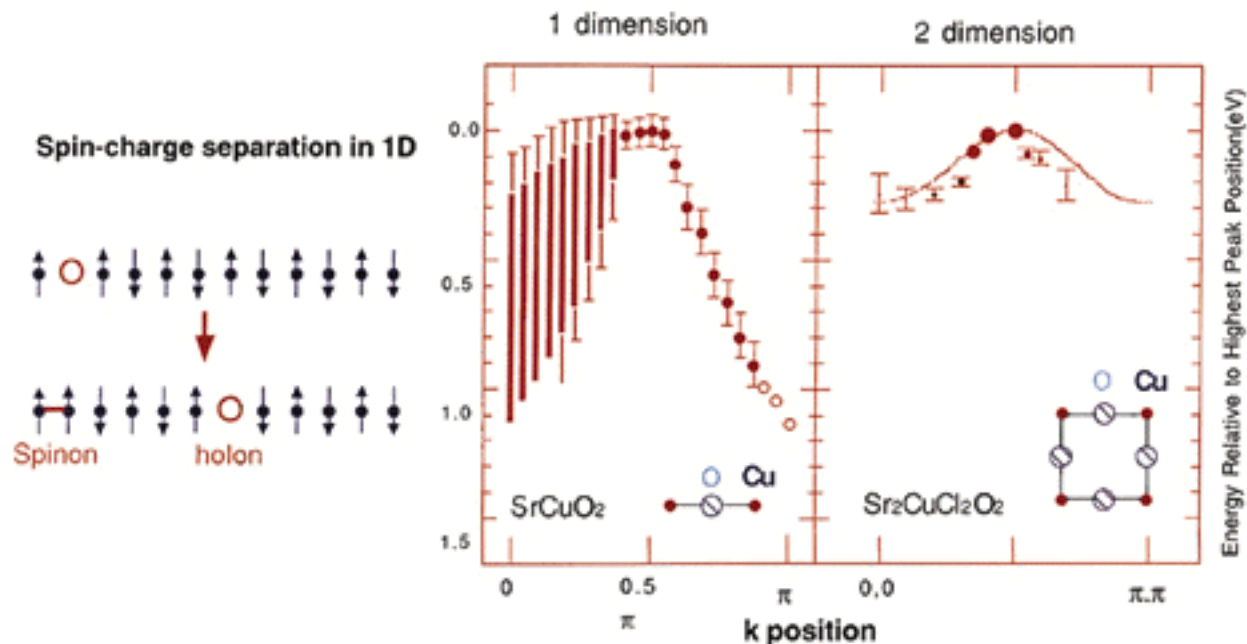 1 dimension
2 dimension
Spin-charge separation in 1D
Spinon
holon
0.0
0.5
1.0
1.5
SrCuO₂
Cu
Sr₂CuCl₂O₂
Cu
0
0.5
π
π
0.0
π.π
k position
Energy Relative to Highest Peak Position(eV)